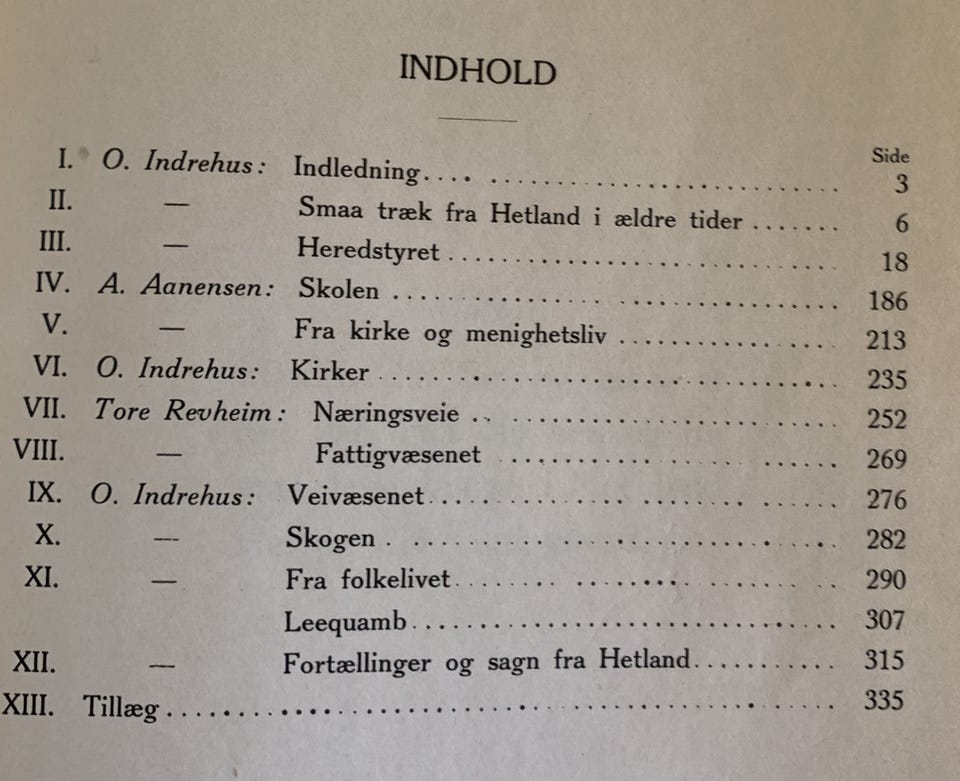 INDHOLD
Side
I. O. Indrehus: Indledning.... ............................ 3
II. — Smaa træk fra Hetland i ældre tider ....... 6
III. — Heredstyret ................................ 18
IV. A. Aanensen: Skolen .................................... 186
V. — Fra kirke og menighetsliv .................. 213
VI. O. Indrehus: Kirker ..................................... 235
VII. Tore Revheim: Næringsveie .. ............................. 252
VIII. — Fattigvæsenet ............................ 269
IX. O. Indrehus: Veivæsenet.................................. 276
X. — Skogen . ................................... 282
XI. — Fra folkelivet............................... 290
Leequamb.................................. 307
XII. — Fortællinger og sagn fra Hetland........... 315
XIII. Tillæg .............................................. 335